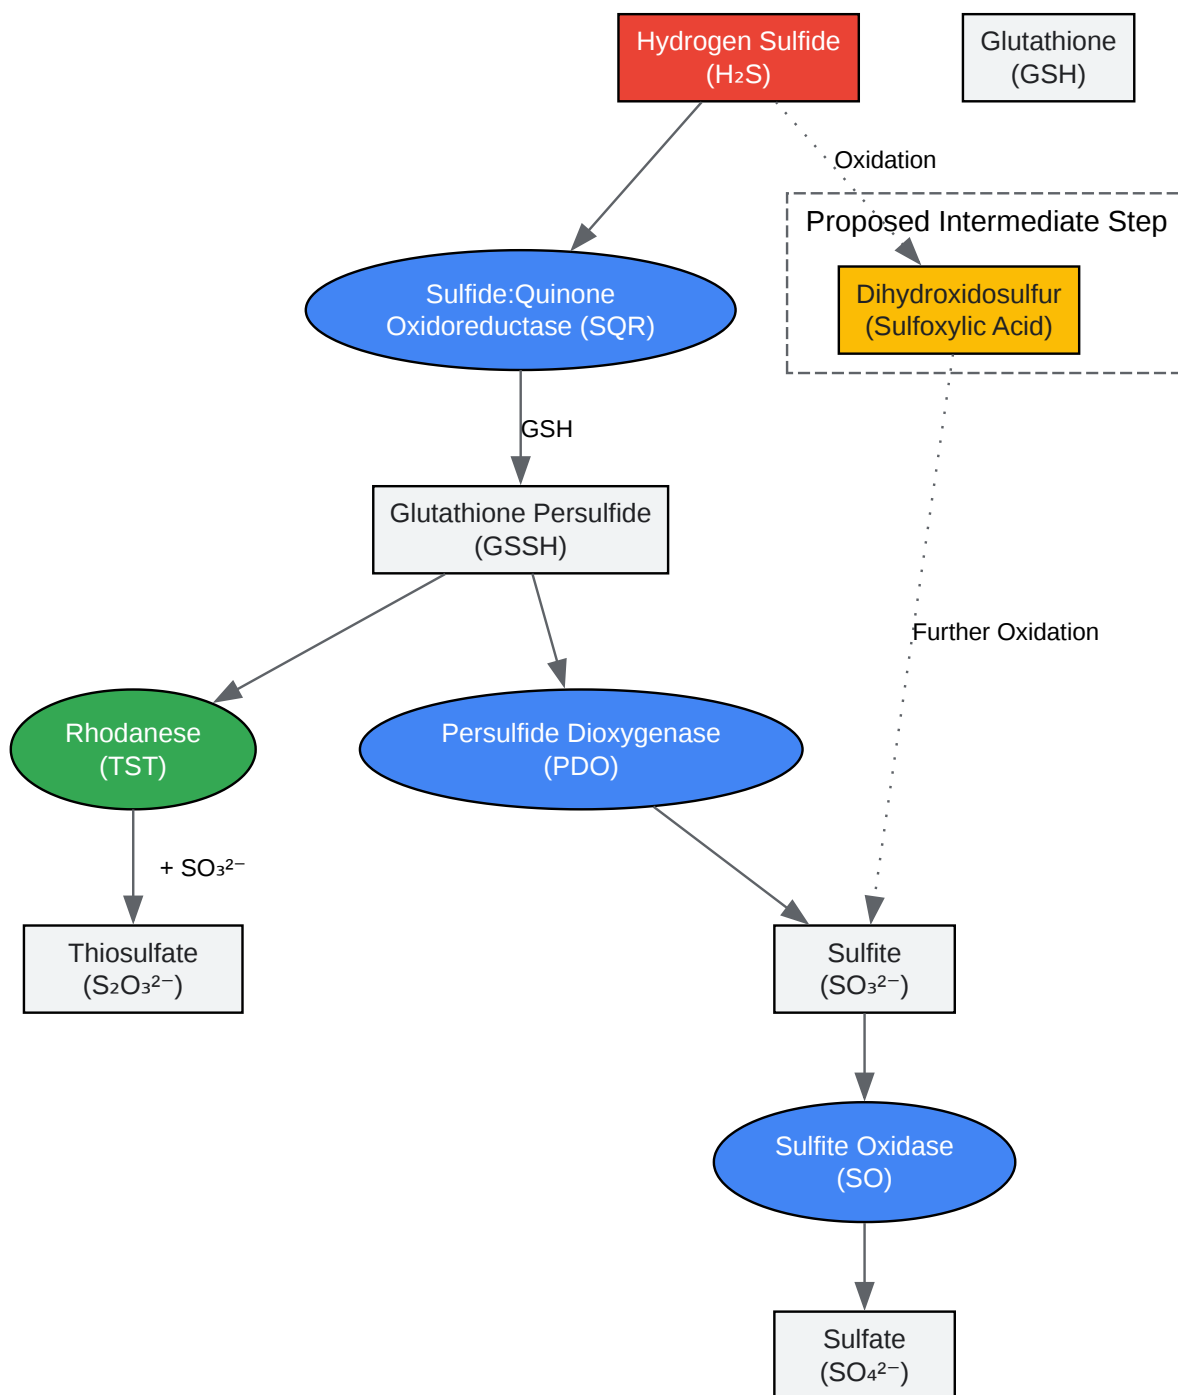 Hydrogen Sulfide
(H₂S)
Glutathione
(GSH)
Oxidation
Proposed Intermediate Step
Dihydroxidosulfur
(Sulfoxylic Acid)
Sulfide:Quinone
Oxidoreductase (SQR)
GSH
Glutathione Persulfide
(GSSH)
Further Oxidation
Rhodanese
(TST)
Persulfide Dioxygenase
(PDO)
+ SO₃²⁻
Thiosulfate
(S₂O₃²⁻)
Sulfite
(SO₃²⁻)
Sulfite Oxidase
(SO)
Sulfate
(SO₄²⁻)